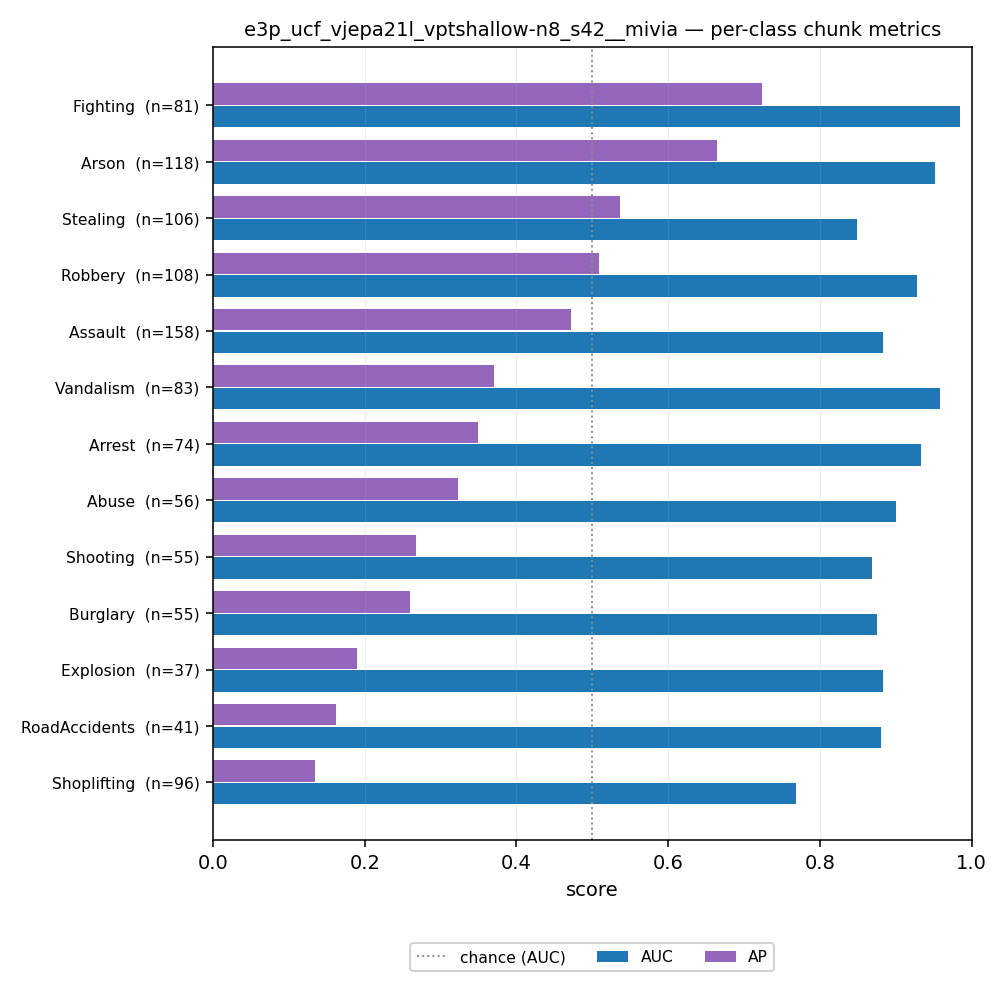 e3p_ucf_vjepa21l_vptshallow-n8_s42__mivia — per-class chunk metrics
Fighting (n=81)
Arson (n=118)
Stealing (n=106)
Robbery (n=108)
Assault (n=158)
Vandalism (n=83)
Arrest (n=74)
Abuse (n=56)
Shooting (n=55)
Burglary (n=55)
Explosion (n=37)
RoadAccidents (n=41)
Shoplifting (n=96)
0.0 0.2 0.4 0.6 0.8 1.0
score
chance (AUC) AUC AP